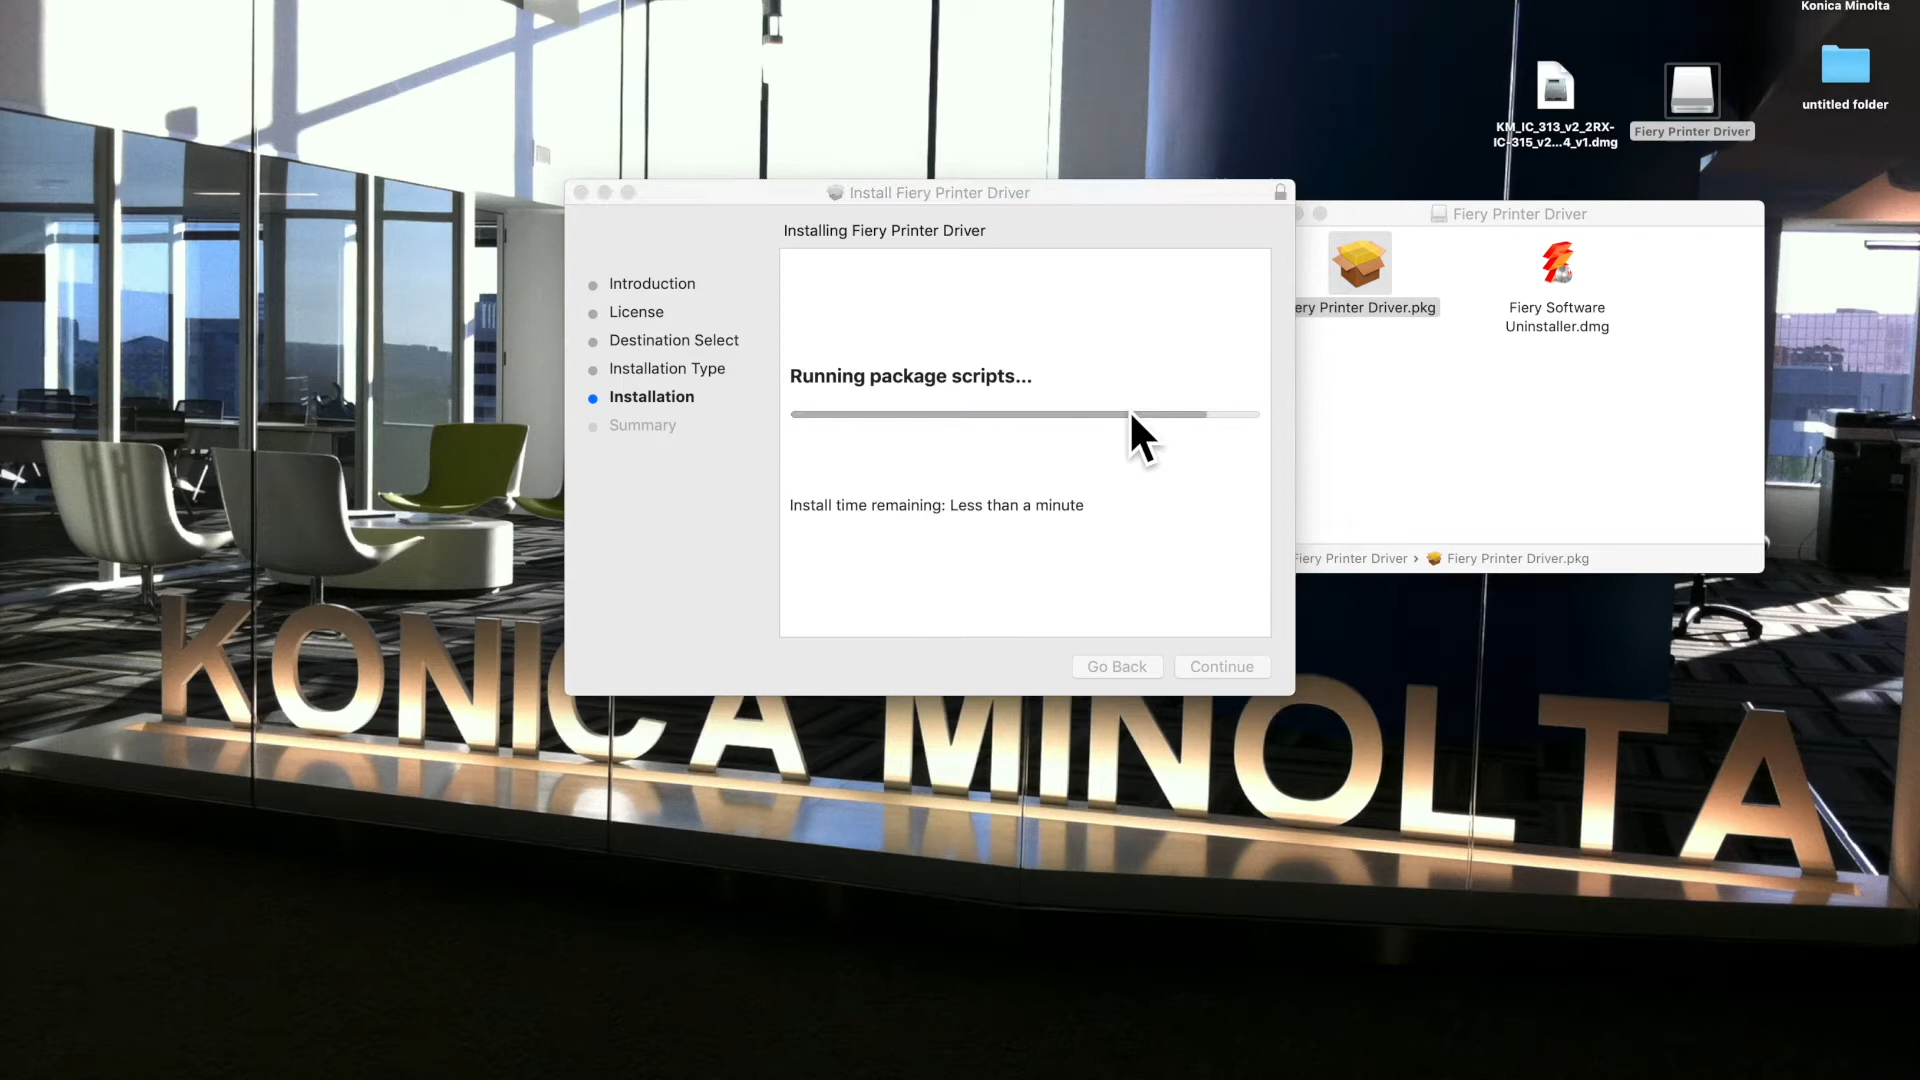 Konica Minolta
KM_IC_313_v2_2RX-
IC-315_v2...4_v1.dmg
Fiery Printer Driver
untitled folder
Install Fiery Printer Driver
Installing Fiery Printer Driver
Introduction
License
Destination Select
Installation Type
Installation
Summary
Running package scripts...
Install time remaining: Less than a minute
Go Back
Continue
Fiery Printer Driver
ery Printer Driver.pkg
Fiery Software
Uninstaller.dmg
Fiery Printer Driver › Fiery Printer Driver.pkg
KONICA MINOLTA